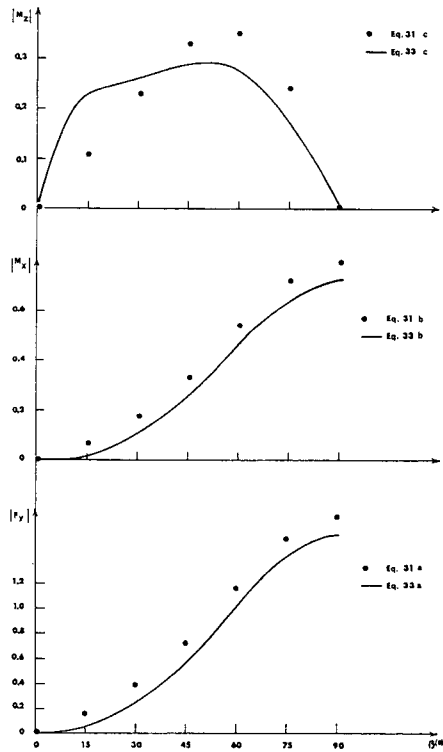 |Mz|
0,3
0,2
0,1
0
Eq. 31 c
Eq. 33 c
|Mx|
0,6
0,4
0,2
0
Eq. 31 b
Eq. 33 b
|Fy|
1,2
1,0
0,8
0,6
0,4
0,2
0
Eq. 31 a
Eq. 33 a
0 15 30 45 60 75 90